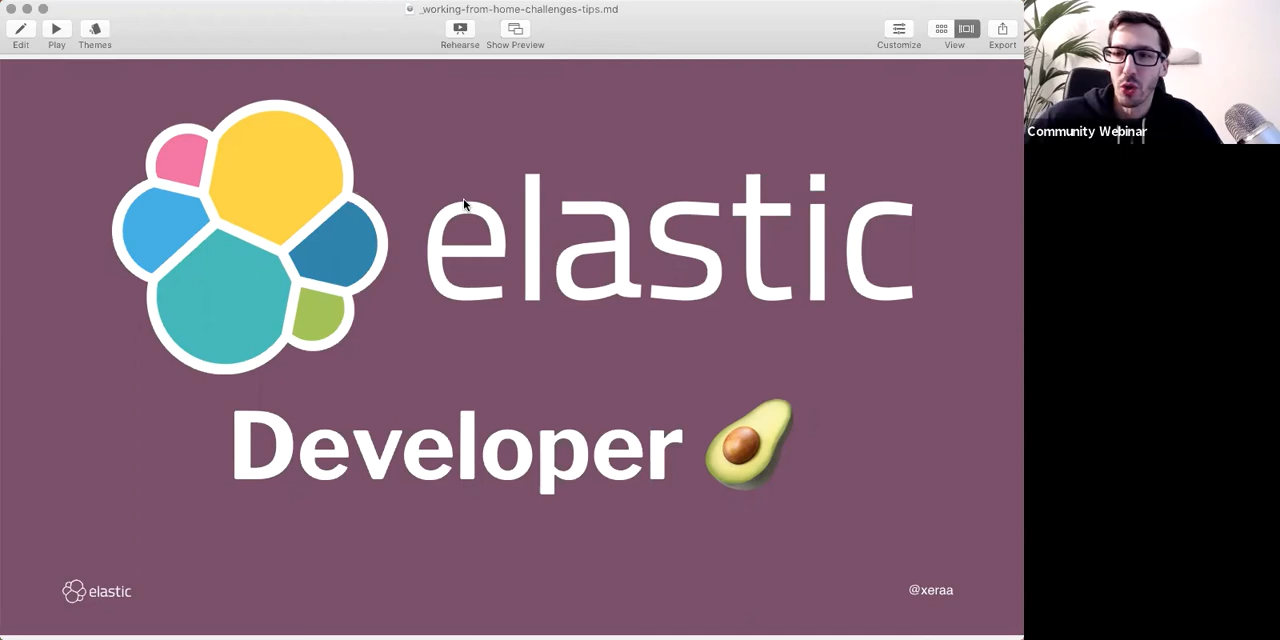 _working-from-home-challenges-tips.md
Edit
Play
Themes
Rehearse
Show Preview
Customize
View
Export
Community Webinar
elastic
Developer
elastic
@xeraa